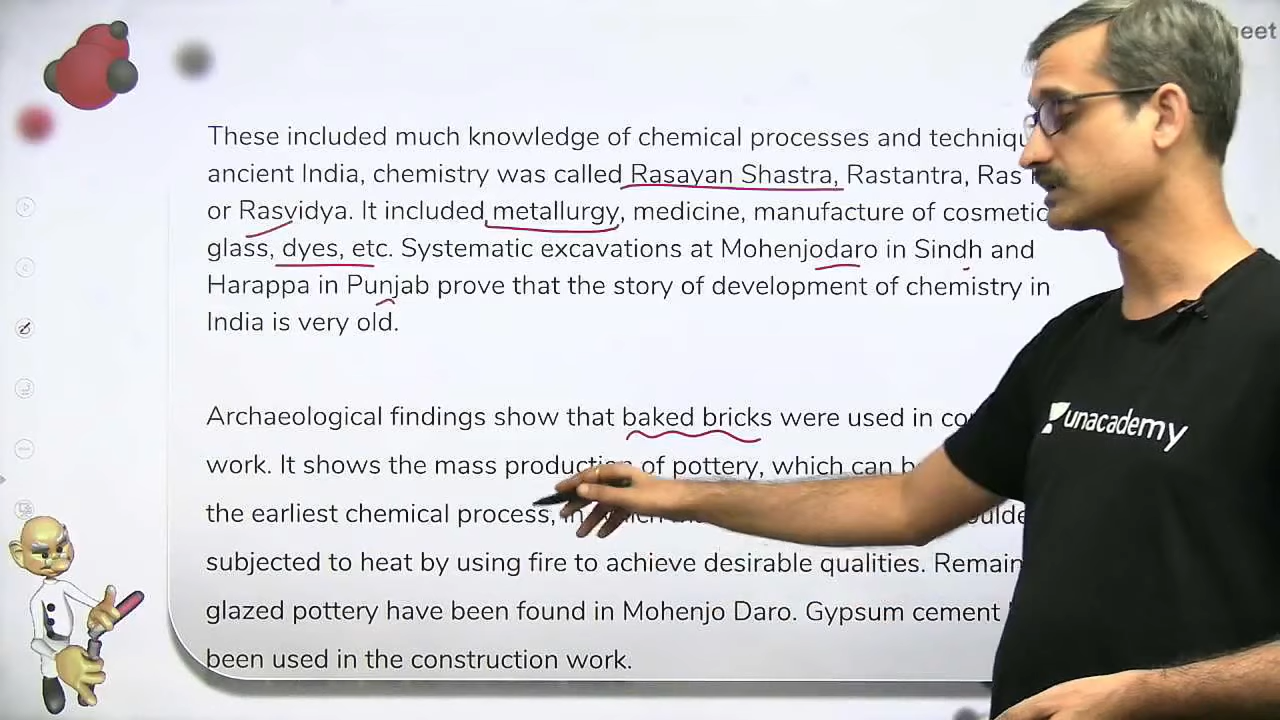 eet
These included much knowledge of chemical processes and
ancient India, chemistry was called Rasayan Shastra, Rastantra, Ras
or Rasvidya. It included metallurgy, medicine, manufacture of
glass, dyes, etc. Systematic excavations at Mohenjodaro in Sindh and
Harappa in Punjab prove that the story of development of chemistry in
India is very old.
Archaeological findings show that baked bricks were used in
work. It shows the mass production of pottery, which can
the earliest chemical process,
subjected to heat by using fire to achieve desirable qualities.
glazed pottery have been found in Mohenjo Daro. Gypsum cement
been used in the construction work.
unacademy